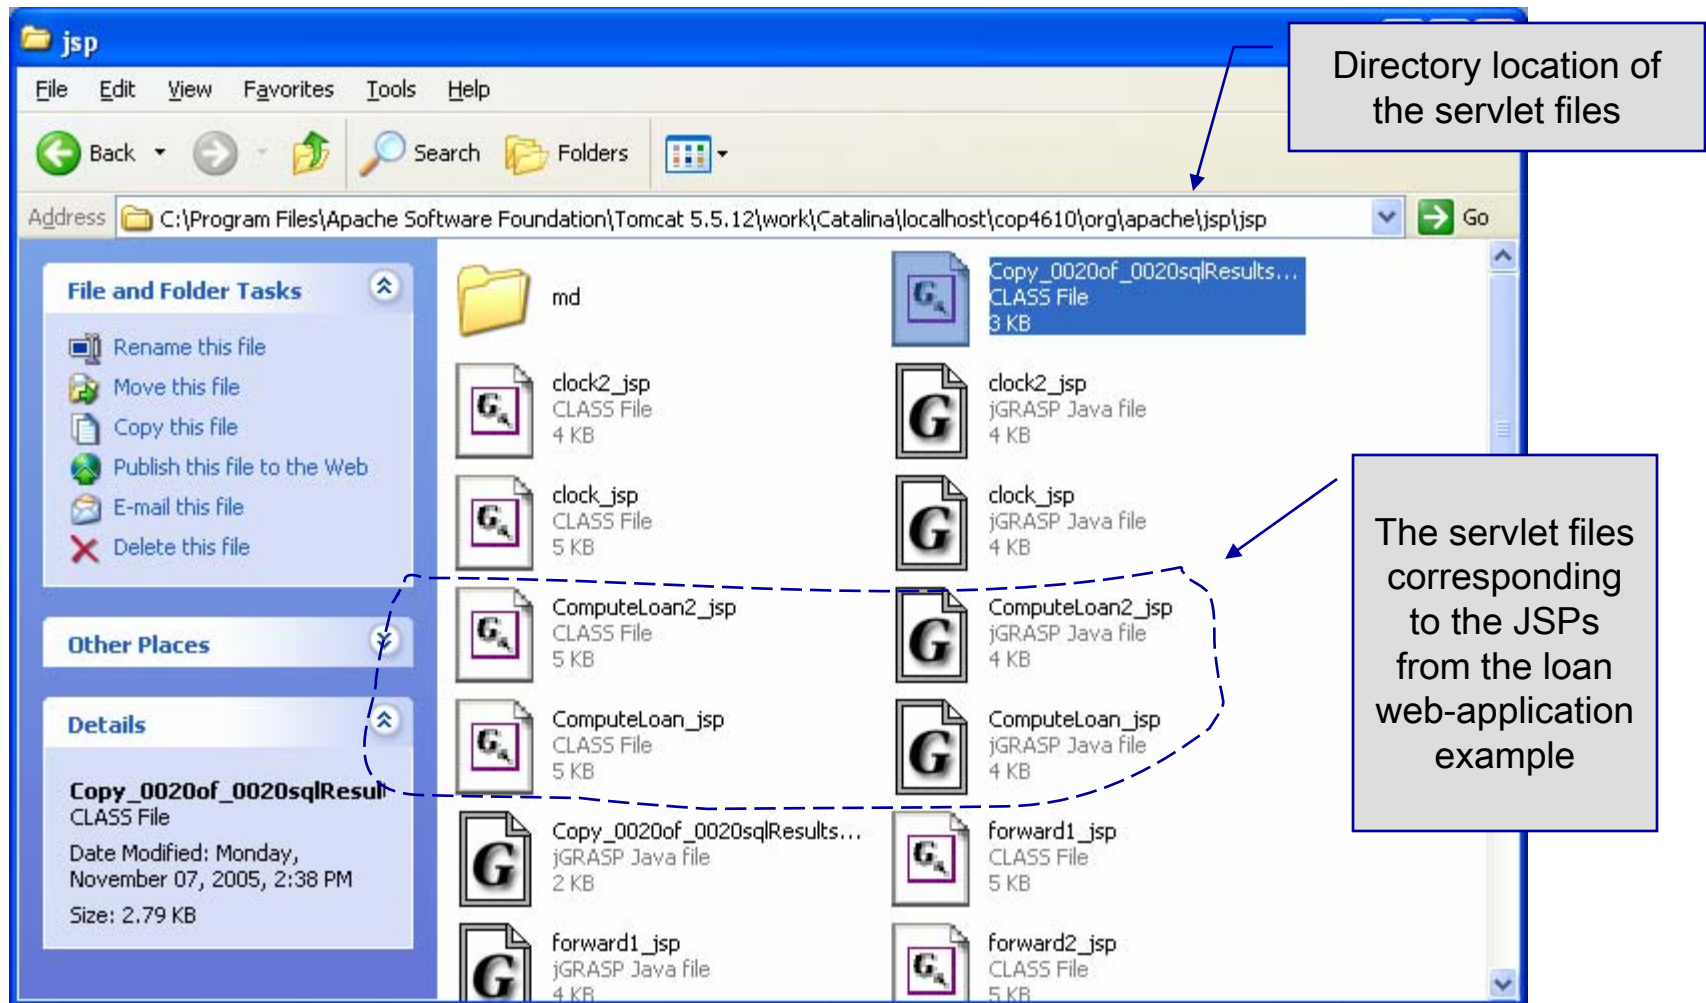 jsp
Directory location of
the servlet files
File Edit View Favorites Tools Help
Back Search Folders
Address C:\Program Files\Apache Software Foundation\Tomcat 5.5.12\work\Catalina\localhost\cop4610\org\apache\jsp\jsp Go
File and Folder Tasks
Rename this file
Move this file
Copy this file
Publish this file to the Web
E-mail this file
Delete this file
Other Places
Details
Copy_0020of_0020sqlResul
CLASS File
Date Modified: Monday,
November 07, 2005, 2:38 PM
Size: 2.79 KB
md
Copy_0020of_0020sqlResults...
CLASS File
3 KB
clock2_jsp
CLASS File
4 KB
clock2_jsp
jGRASP Java file
4 KB
clock_jsp
CLASS File
5 KB
clock_jsp
jGRASP Java file
4 KB
ComputeLoan2_jsp
CLASS File
5 KB
ComputeLoan2_jsp
jGRASP Java file
4 KB
ComputeLoan_jsp
CLASS File
5 KB
ComputeLoan_jsp
jGRASP Java file
4 KB
Copy_0020of_0020sqlResults...
jGRASP Java file
2 KB
forward1_jsp
CLASS File
5 KB
forward1_jsp
jGRASP Java file
4 KB
forward2_jsp
CLASS File
5 KB
The servlet files
corresponding
to the JSPs
from the loan
web-application
example